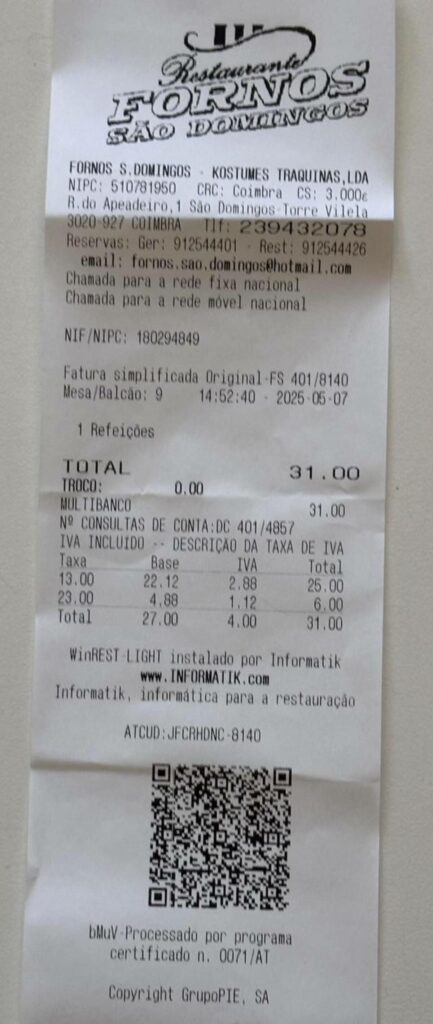 Restaurante
FORNOS
SÃO DOMINGOS
FORNOS S.DOMINGOS - KOSTUMES TRAQUINAS,LDA
NIPC: 510781950 CRC: Coimbra CS: 3.000€
R.do Apeadeiro,1 São Domingos-Torre Vilela
3020-927 COIMBRA Tlf: 239432078
Reservas: Ger: 912544401 - Rest: 912544426
email: fornos.sao.domingos@hotmail.com
Chamada para a rede fixa nacional
Chamada para a rede móvel nacional
NIF/NIPC: 180294849
Fatura simplificada Original-FS 401/8140
Mesa/Balcão: 9 14:52:40 - 2025-05-07
1 Refeições
TOTAL 31.00
TROCO: 0.00
MULTIBANCO 31.00
Nº CONSULTAS DE CONTA:DC 401/4857
IVA INCLUIDO -- DESCRIÇÃO DA TAXA DE IVA
Taxa Base IVA Total
13.00 22.12 2.88 25.00
23.00 4.88 1.12 6.00
Total 27.00 4.00 31.00
WinREST-LIGHT instalado por Informatik
www.INFORMATIK.com
Informatik, informática para a restauração
ATCUD:JFCRHDNC-8140
bMuV-Processado por programa
certificado n. 0071/AT
Copyright GrupoPIE, SA